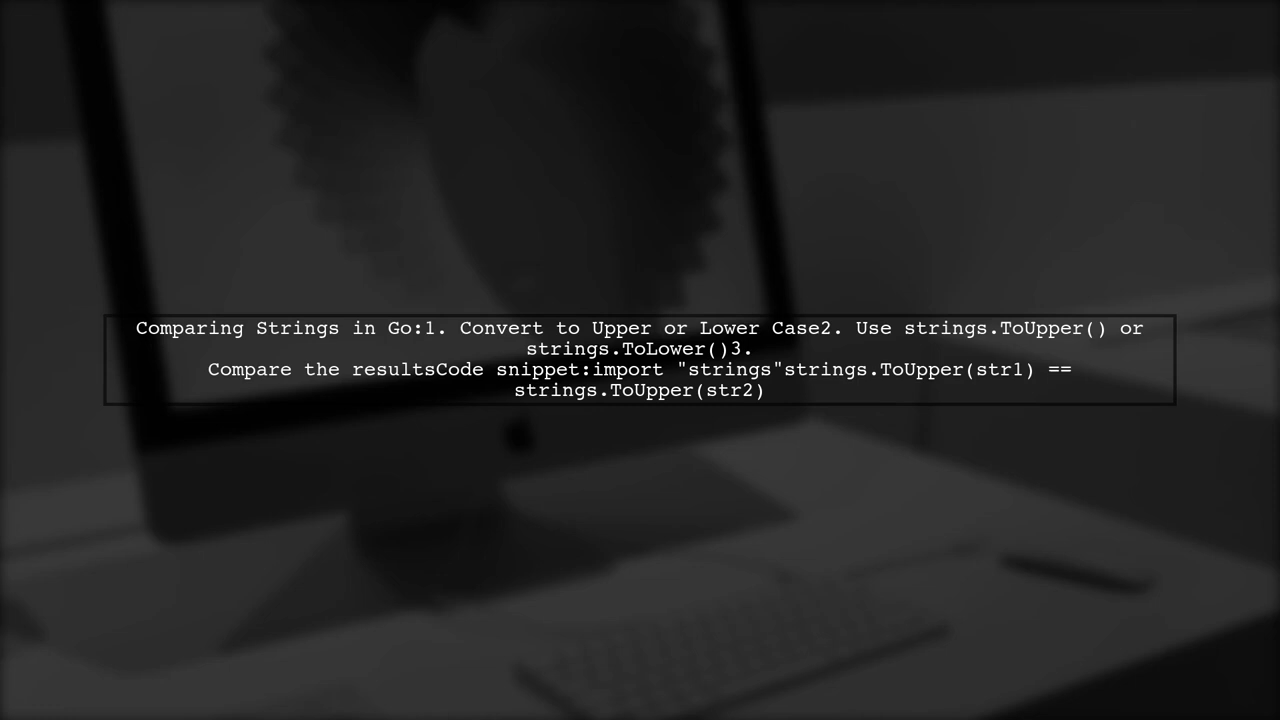 Comparing Strings in Go:1. Convert to Upper or Lower Case2. Use strings.ToUpper() or
strings.ToLower()3.
Compare the resultsCode snippet:import "strings"strings.ToUpper(str1) ==
strings.ToUpper(str2)